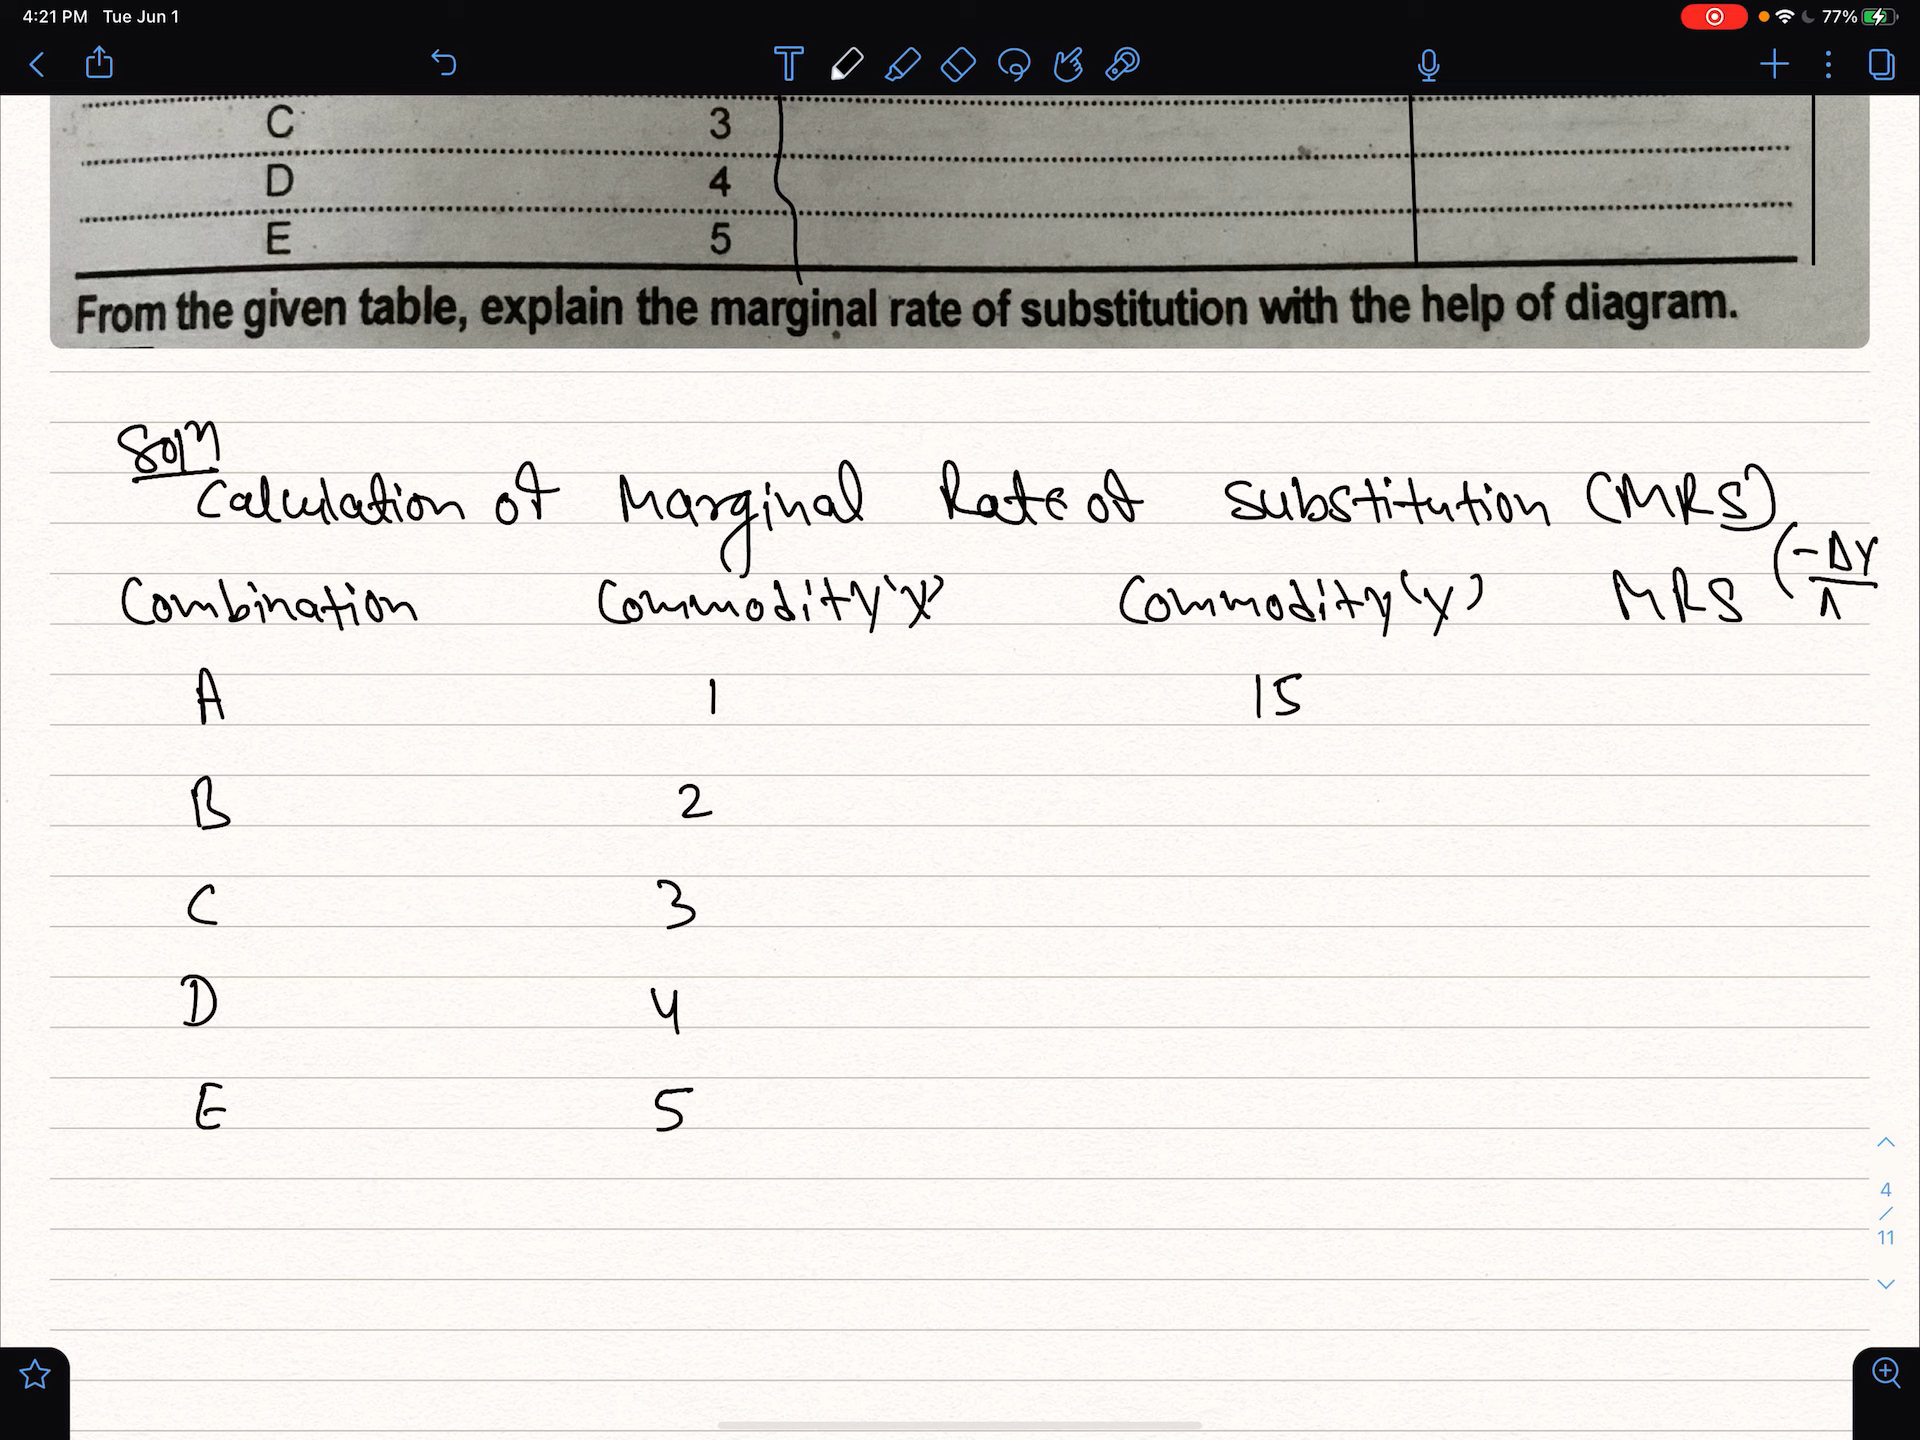 4:21 PM Tue Jun 1 77%
C 3
D 4
E 5
From the given table, explain the marginal rate of substitution with the help of diagram.
Soln
Calculation of Marginal Rate of Substitution (MRS)
Combination Commodity 'X' Commodity 'Y' MRS (-ΔY/Δ
A 1 15
B 2
C 3
D 4
E 5
4
/
11